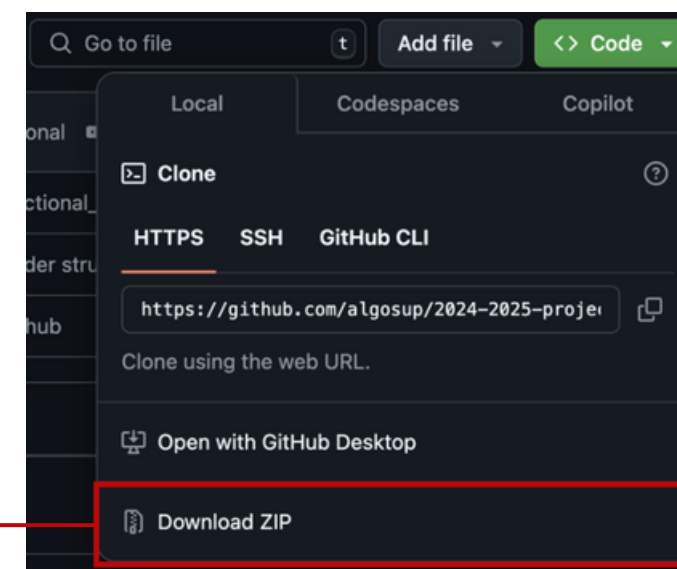 Go to file t Add file <> Code
Local Codespaces Copilot
onal
Clone
ctional_
HTTPS SSH GitHub CLI
der stru
https://github.com/algosup/2024-2025-proje
hub
Clone using the web URL.
Open with GitHub Desktop
Download ZIP